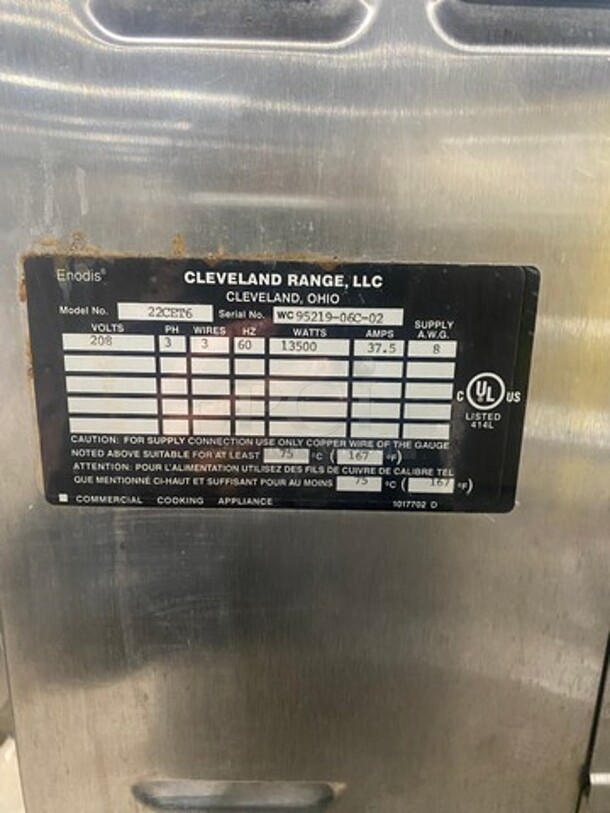 Enodis®
CLEVELAND RANGE, LLC
CLEVELAND, OHIO
Model No. 22CET6 Serial No. WC 95219-06C-02
VOLTS PH WIRES HZ WATTS AMPS SUPPLY A.W.G.
208 3 3 60 13500 37.5 8
C UL US
LISTED
414L
CAUTION: FOR SUPPLY CONNECTION USE ONLY COPPER WIRE OF THE GAUGE
NOTED ABOVE SUITABLE FOR AT LEAST 75 °C ( 167 °F)
ATTENTION: POUR L'ALIMENTATION UTILISEZ DES FILS DE CUIVRE DE CALIBRE TEL
QUE MENTIONNÉ CI-HAUT ET SUFFISANT POUR AU MOINS 75 °C ( 167 °F)
COMMERCIAL COOKING APPLIANCE 1017702 D